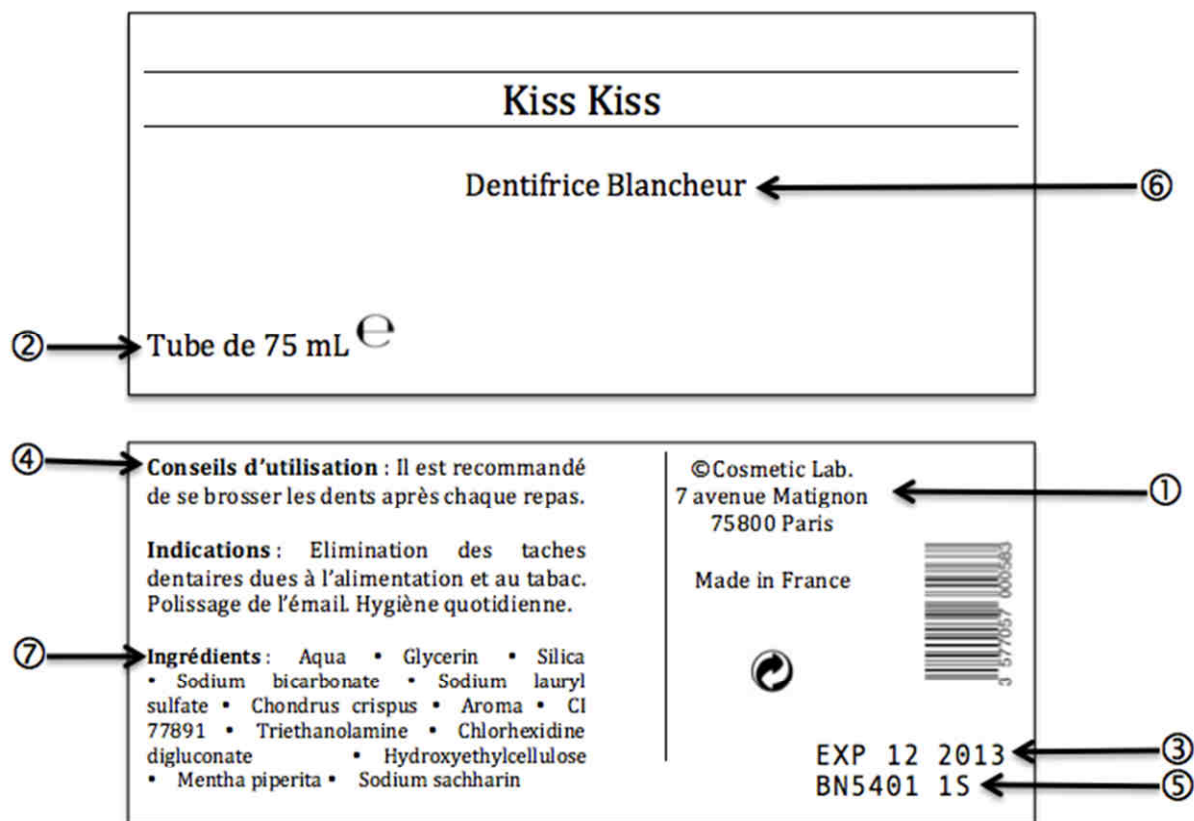 Kiss Kiss
Dentifrice Blancheur
⑥
②
Tube de 75 mL ℮
④
Conseils d'utilisation : Il est recommandé
de se brosser les dents après chaque repas.
Indications : Elimination des taches
dentaires dues à l'alimentation et au tabac.
Polissage de l'émail. Hygiène quotidienne.
⑦
Ingrédients : Aqua • Glycerin • Silica
• Sodium bicarbonate • Sodium lauryl
sulfate • Chondrus crispus • Aroma • CI
77891 • Triethanolamine • Chlorhexidine
digluconate • Hydroxyethylcellulose
• Mentha piperita • Sodium sachharin
©Cosmetic Lab.
7 avenue Matignon
75800 Paris
①
Made in France
3 577057 000583
EXP 12 2013
③
BN5401 1S
⑤